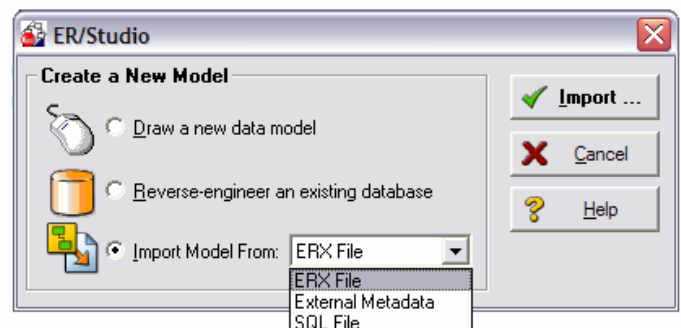 ER/Studio
Create a New Model
Draw a new data model
Reverse-engineer an existing database
Import Model From: ERX File
ERX File
External Metadata
SQL File
Import ...
Cancel
Help